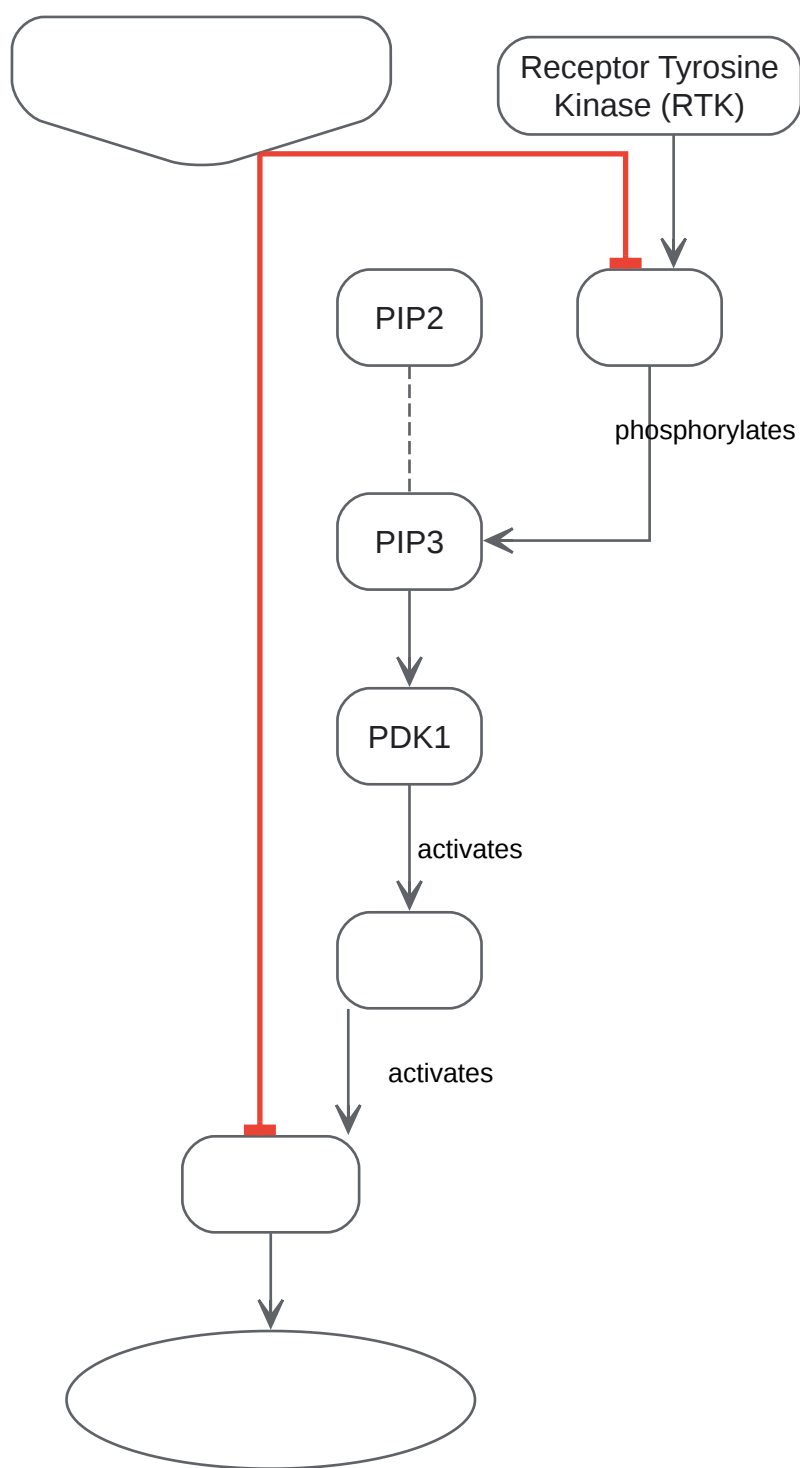 Receptor Tyrosine
Kinase (RTK)
PIP2
phosphorylates
PIP3
PDK1
activates
activates